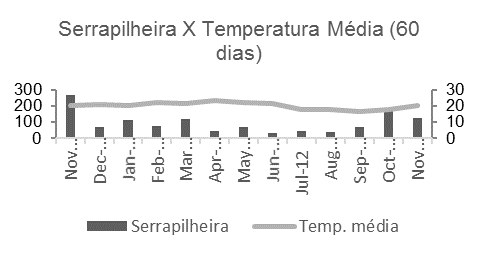 Serrapilheira X Temperatura Média (60
dias)
300
200
100
0
30
20
10
0
Nov…
Dec-…
Jan-…
Feb-…
Mar…
Apr-…
May…
Jun-…
Jul-12
Aug…
Sep-…
Oct-…
Nov…
Serrapilheira
Temp. média